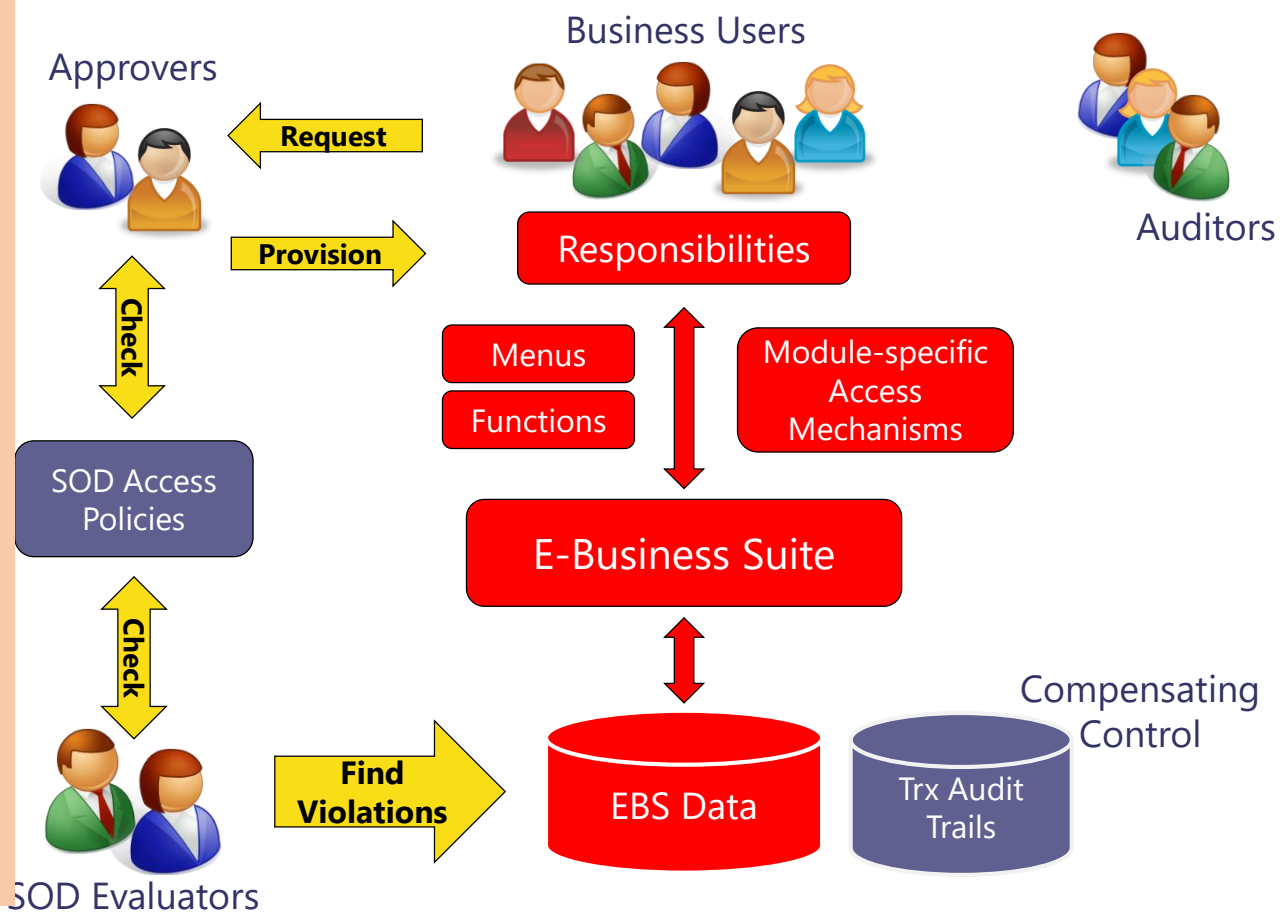 Business Users
Approvers
Request
Auditors
Provision
Responsibilities
Check
Menus
Functions
Module-specific
Access
Mechanisms
SOD Access
Policies
E-Business Suite
Check
Compensating
Control
Find
Violations
EBS Data
Trx Audit
Trails
SOD Evaluators